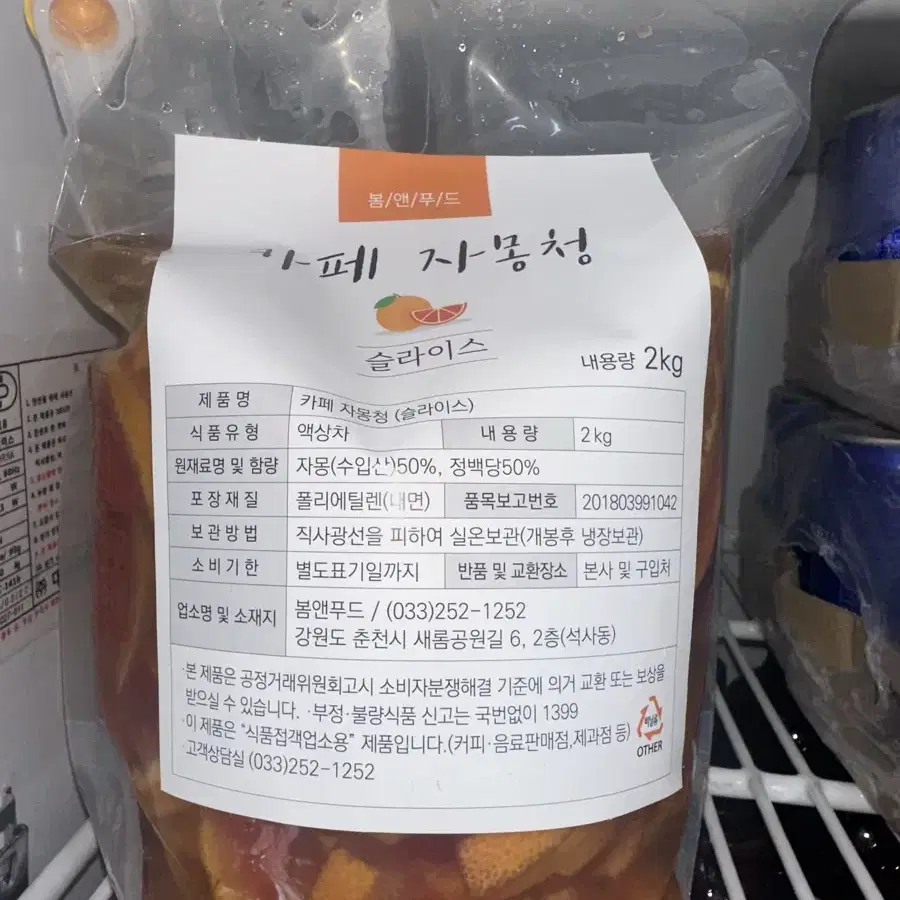 봄/앤/푸/드
카페 자몽청
슬라이스
내용량 2kg
제품명 카페 자몽청 (슬라이스)
식품유형 액상차 내용량 2kg
원재료명 및 함량 자몽(수입산)50%, 정백당50%
포장재질 폴리에틸렌(내면) 품목보고번호 201803991042
보관방법 직사광선을 피하여 실온보관(개봉후 냉장보관)
소비기한 별도표기일까지 반품 및 교환장소 본사 및 구입처
업소명 및 소재지 봄앤푸드 / (033)252-1252
강원도 춘천시 새롬공원길 6, 2층(석사동)
·본 제품은 공정거래위원회고시 소비자분쟁해결 기준에 의거 교환 또는 보상을
받으실 수 있습니다. ·부정·불량식품 신고는 국번없이 1399
·이 제품은 "식품접객업소용" 제품입니다.(커피·음료판매점,제과점 등)
·고객상담실 (033)252-1252
비닐류
OTHER